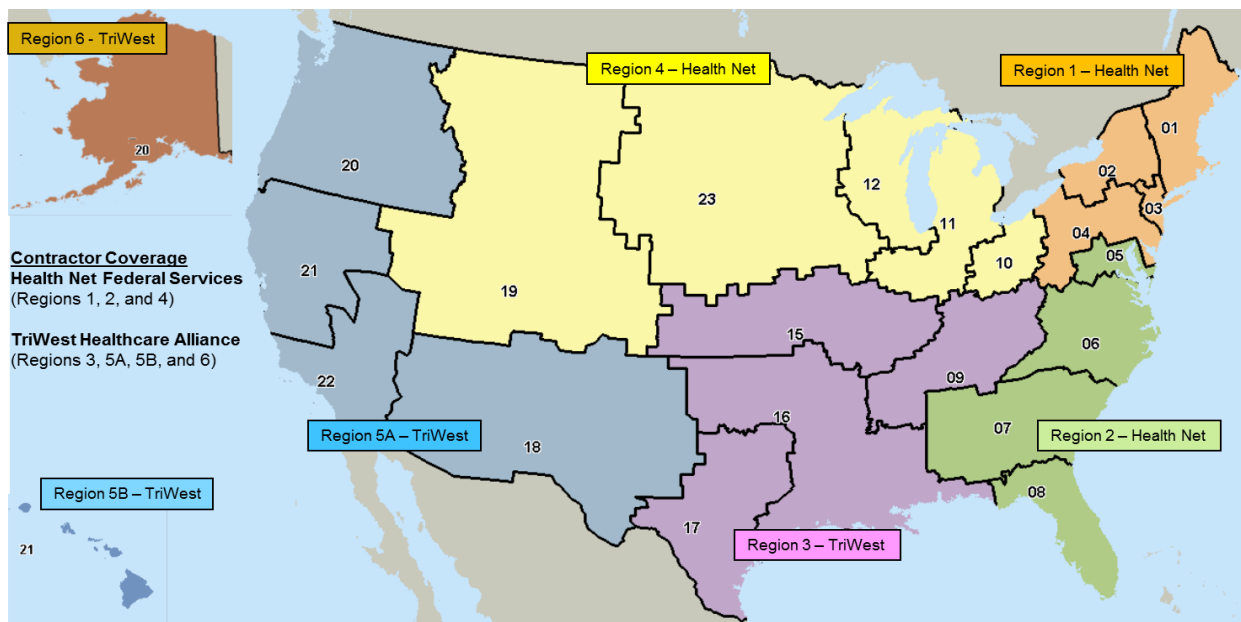 Region 6 - TriWest
Region 4 – Health Net
Region 1 – Health Net
20
01
02
03
04
05
20
12
23
11
10
21
19
Contractor Coverage
Health Net Federal Services
(Regions 1, 2, and 4)
TriWest Healthcare Alliance
(Regions 3, 5A, 5B, and 6)
15
06
22
09
16
07
18
Region 5A – TriWest
Region 2 – Health Net
08
Region 5B – TriWest
21
17
Region 3 – TriWest